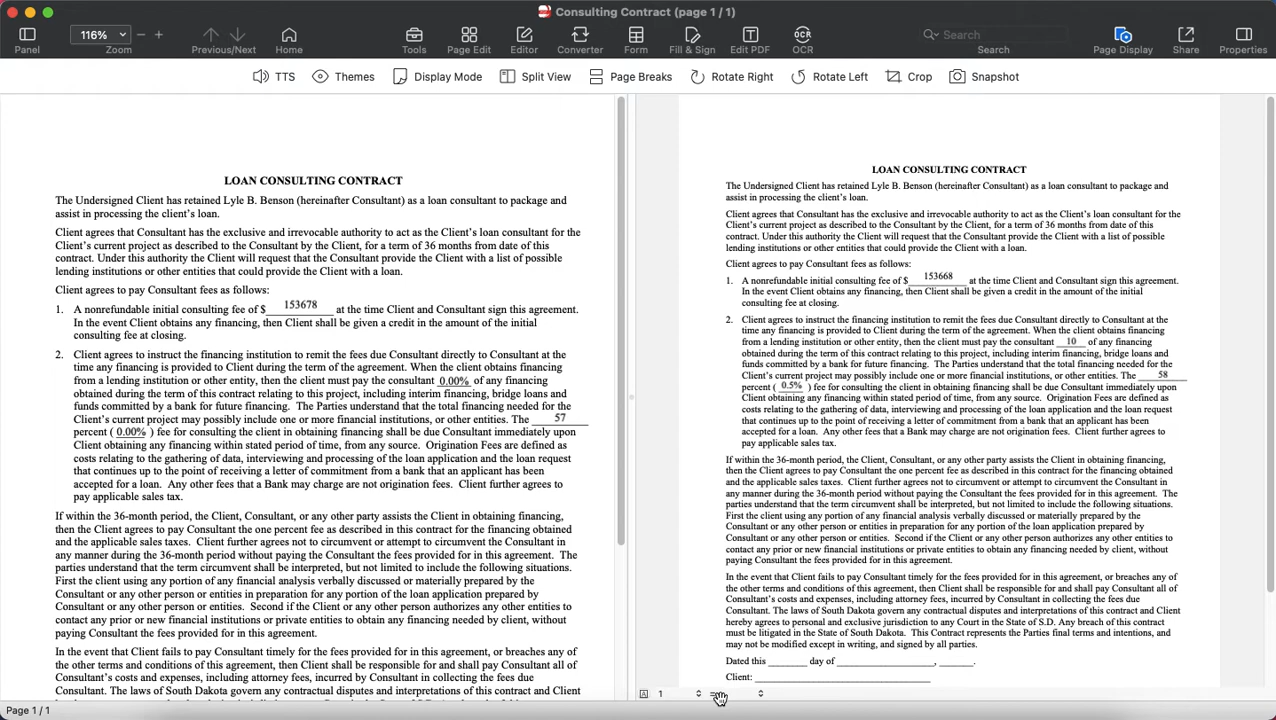 Consulting Contract (page 1 / 1)
116%
Panel
Zoom
Previous/Next
Home
Tools
Page Edit
Editor
Converter
Form
Fill & Sign
Edit PDF
OCR
OCR
Search
Search
Page Display
Share
Properties
TTS
Themes
Display Mode
Split View
Page Breaks
Rotate Right
Rotate Left
Crop
Snapshot
LOAN CONSULTING CONTRACT
The Undersigned Client has retained Lyle B. Benson (hereinafter Consultant) as a loan consultant to package and
assist in processing the client's loan.
Client agrees that Consultant has the exclusive and irrevocable authority to act as the Client's loan consultant for the
Client's current project as described to the Consultant by the Client, for a term of 36 months from date of this
contract. Under this authority the Client will request that the Consultant provide the Client with a list of possible
lending institutions or other entities that could provide the Client with a loan.
Client agrees to pay Consultant fees as follows:
1. A nonrefundable initial consulting fee of $ 153678 at the time Client and Consultant sign this agreement.
In the event Client obtains any financing, then Client shall be given a credit in the amount of the initial
consulting fee at closing.
2. Client agrees to instruct the financing institution to remit the fees due Consultant directly to Consultant at the
time any financing is provided to Client during the term of the agreement. When the client obtains financing
from a lending institution or other entity, then the client must pay the consultant 0.00% of any financing
obtained during the term of this contract relating to this project, including interim financing, bridge loans and
funds committed by a bank for future financing. The Parties understand that the total financing needed for the
Client's current project may possibly include one or more financial institutions, or other entities. The 57
percent ( 0.00% ) fee for consulting the client in obtaining financing shall be due Consultant immediately upon
Client obtaining any financing within stated period of time, from any source. Origination Fees are defined as
costs relating to the gathering of data, interviewing and processing of the loan application and the loan request
that continues up to the point of receiving a letter of commitment from a bank that an applicant has been
accepted for a loan. Any other fees that a Bank may charge are not origination fees. Client further agrees to
pay applicable sales tax.
If within the 36-month period, the Client, Consultant, or any other party assists the Client in obtaining financing,
then the Client agrees to pay Consultant the one percent fee as described in this contract for the financing obtained
and the applicable sales taxes. Client further agrees not to circumvent or attempt to circumvent the Consultant in
any manner during the 36-month period without paying the Consultant the fees provided for in this agreement. The
parties understand that the term circumvent shall be interpreted, but not limited to include the following situations.
First the client using any portion of any financial analysis verbally discussed or materially prepared by the
Consultant or any other person or entities in preparation for any portion of the loan application prepared by
Consultant or any other person or entities. Second if the Client or any other person authorizes any other entities to
contact any prior or new financial institutions or private entities to obtain any financing needed by client, without
paying Consultant the fees provided for in this agreement.
In the event that Client fails to pay Consultant timely for the fees provided for in this agreement, or breaches any of
the other terms and conditions of this agreement, then Client shall be responsible for and shall pay Consultant all of
Consultant's costs and expenses, including attorney fees, incurred by Consultant in collecting the fees due
Consultant. The laws of South Dakota govern any contractual disputes and interpretations of this contract and Client
LOAN CONSULTING CONTRACT
The Undersigned Client has retained Lyle B. Benson (hereinafter Consultant) as a loan consultant to package and
assist in processing the client's loan.
Client agrees that Consultant has the exclusive and irrevocable authority to act as the Client's loan consultant for the
Client's current project as described to the Consultant by the Client, for a term of 36 months from date of this
contract. Under this authority the Client will request that the Consultant provide the Client with a list of possible
lending institutions or other entities that could provide the Client with a loan.
Client agrees to pay Consultant fees as follows:
1. A nonrefundable initial consulting fee of $ 153668 at the time Client and Consultant sign this agreement.
In the event Client obtains any financing, then Client shall be given a credit in the amount of the initial
consulting fee at closing.
2. Client agrees to instruct the financing institution to remit the fees due Consultant directly to Consultant at the
time any financing is provided to Client during the term of the agreement. When the client obtains financing
from a lending institution or other entity, then the client must pay the consultant 10 of any financing
obtained during the term of this contract relating to this project, including interim financing, bridge loans and
funds committed by a bank for future financing. The Parties understand that the total financing needed for the
Client's current project may possibly include one or more financial institutions, or other entities. The 58
percent ( 0.5% ) fee for consulting the client in obtaining financing shall be due Consultant immediately upon
Client obtaining any financing within stated period of time, from any source. Origination Fees are defined as
costs relating to the gathering of data, interviewing and processing of the loan application and the loan request
that continues up to the point of receiving a letter of commitment from a bank that an applicant has been
accepted for a loan. Any other fees that a Bank may charge are not origination fees. Client further agrees to
pay applicable sales tax.
If within the 36-month period, the Client, Consultant, or any other party assists the Client in obtaining financing,
then the Client agrees to pay Consultant the one percent fee as described in this contract for the financing obtained
and the applicable sales taxes. Client further agrees not to circumvent or attempt to circumvent the Consultant in
any manner during the 36-month period without paying the Consultant the fees provided for in this agreement. The
parties understand that the term circumvent shall be interpreted, but not limited to include the following situations.
First the client using any portion of any financial analysis verbally discussed or materially prepared by the
Consultant or any other person or entities in preparation for any portion of the loan application prepared by
Consultant or any other person or entities. Second if the Client or any other person authorizes any other entities to
contact any prior or new financial institutions or private entities to obtain any financing needed by client, without
paying Consultant the fees provided for in this agreement.
In the event that Client fails to pay Consultant timely for the fees provided for in this agreement, or breaches any of
the other terms and conditions of this agreement, then Client shall be responsible for and shall pay Consultant all of
Consultant's costs and expenses, including attorney fees, incurred by Consultant in collecting the fees due
Consultant. The laws of South Dakota govern any contractual disputes and interpretations of this contract and Client
hereby agrees to personal and exclusive jurisdiction to any Court in the State of S.D. Any breach of this contract
must be litigated in the State of South Dakota. This Contract represents the Parties final terms and intentions, and
may not be modified except in writing, and signed by all parties.
Dated this ________ day of ____________________, _______.
Client: ____________________________________
1
Page 1 / 1